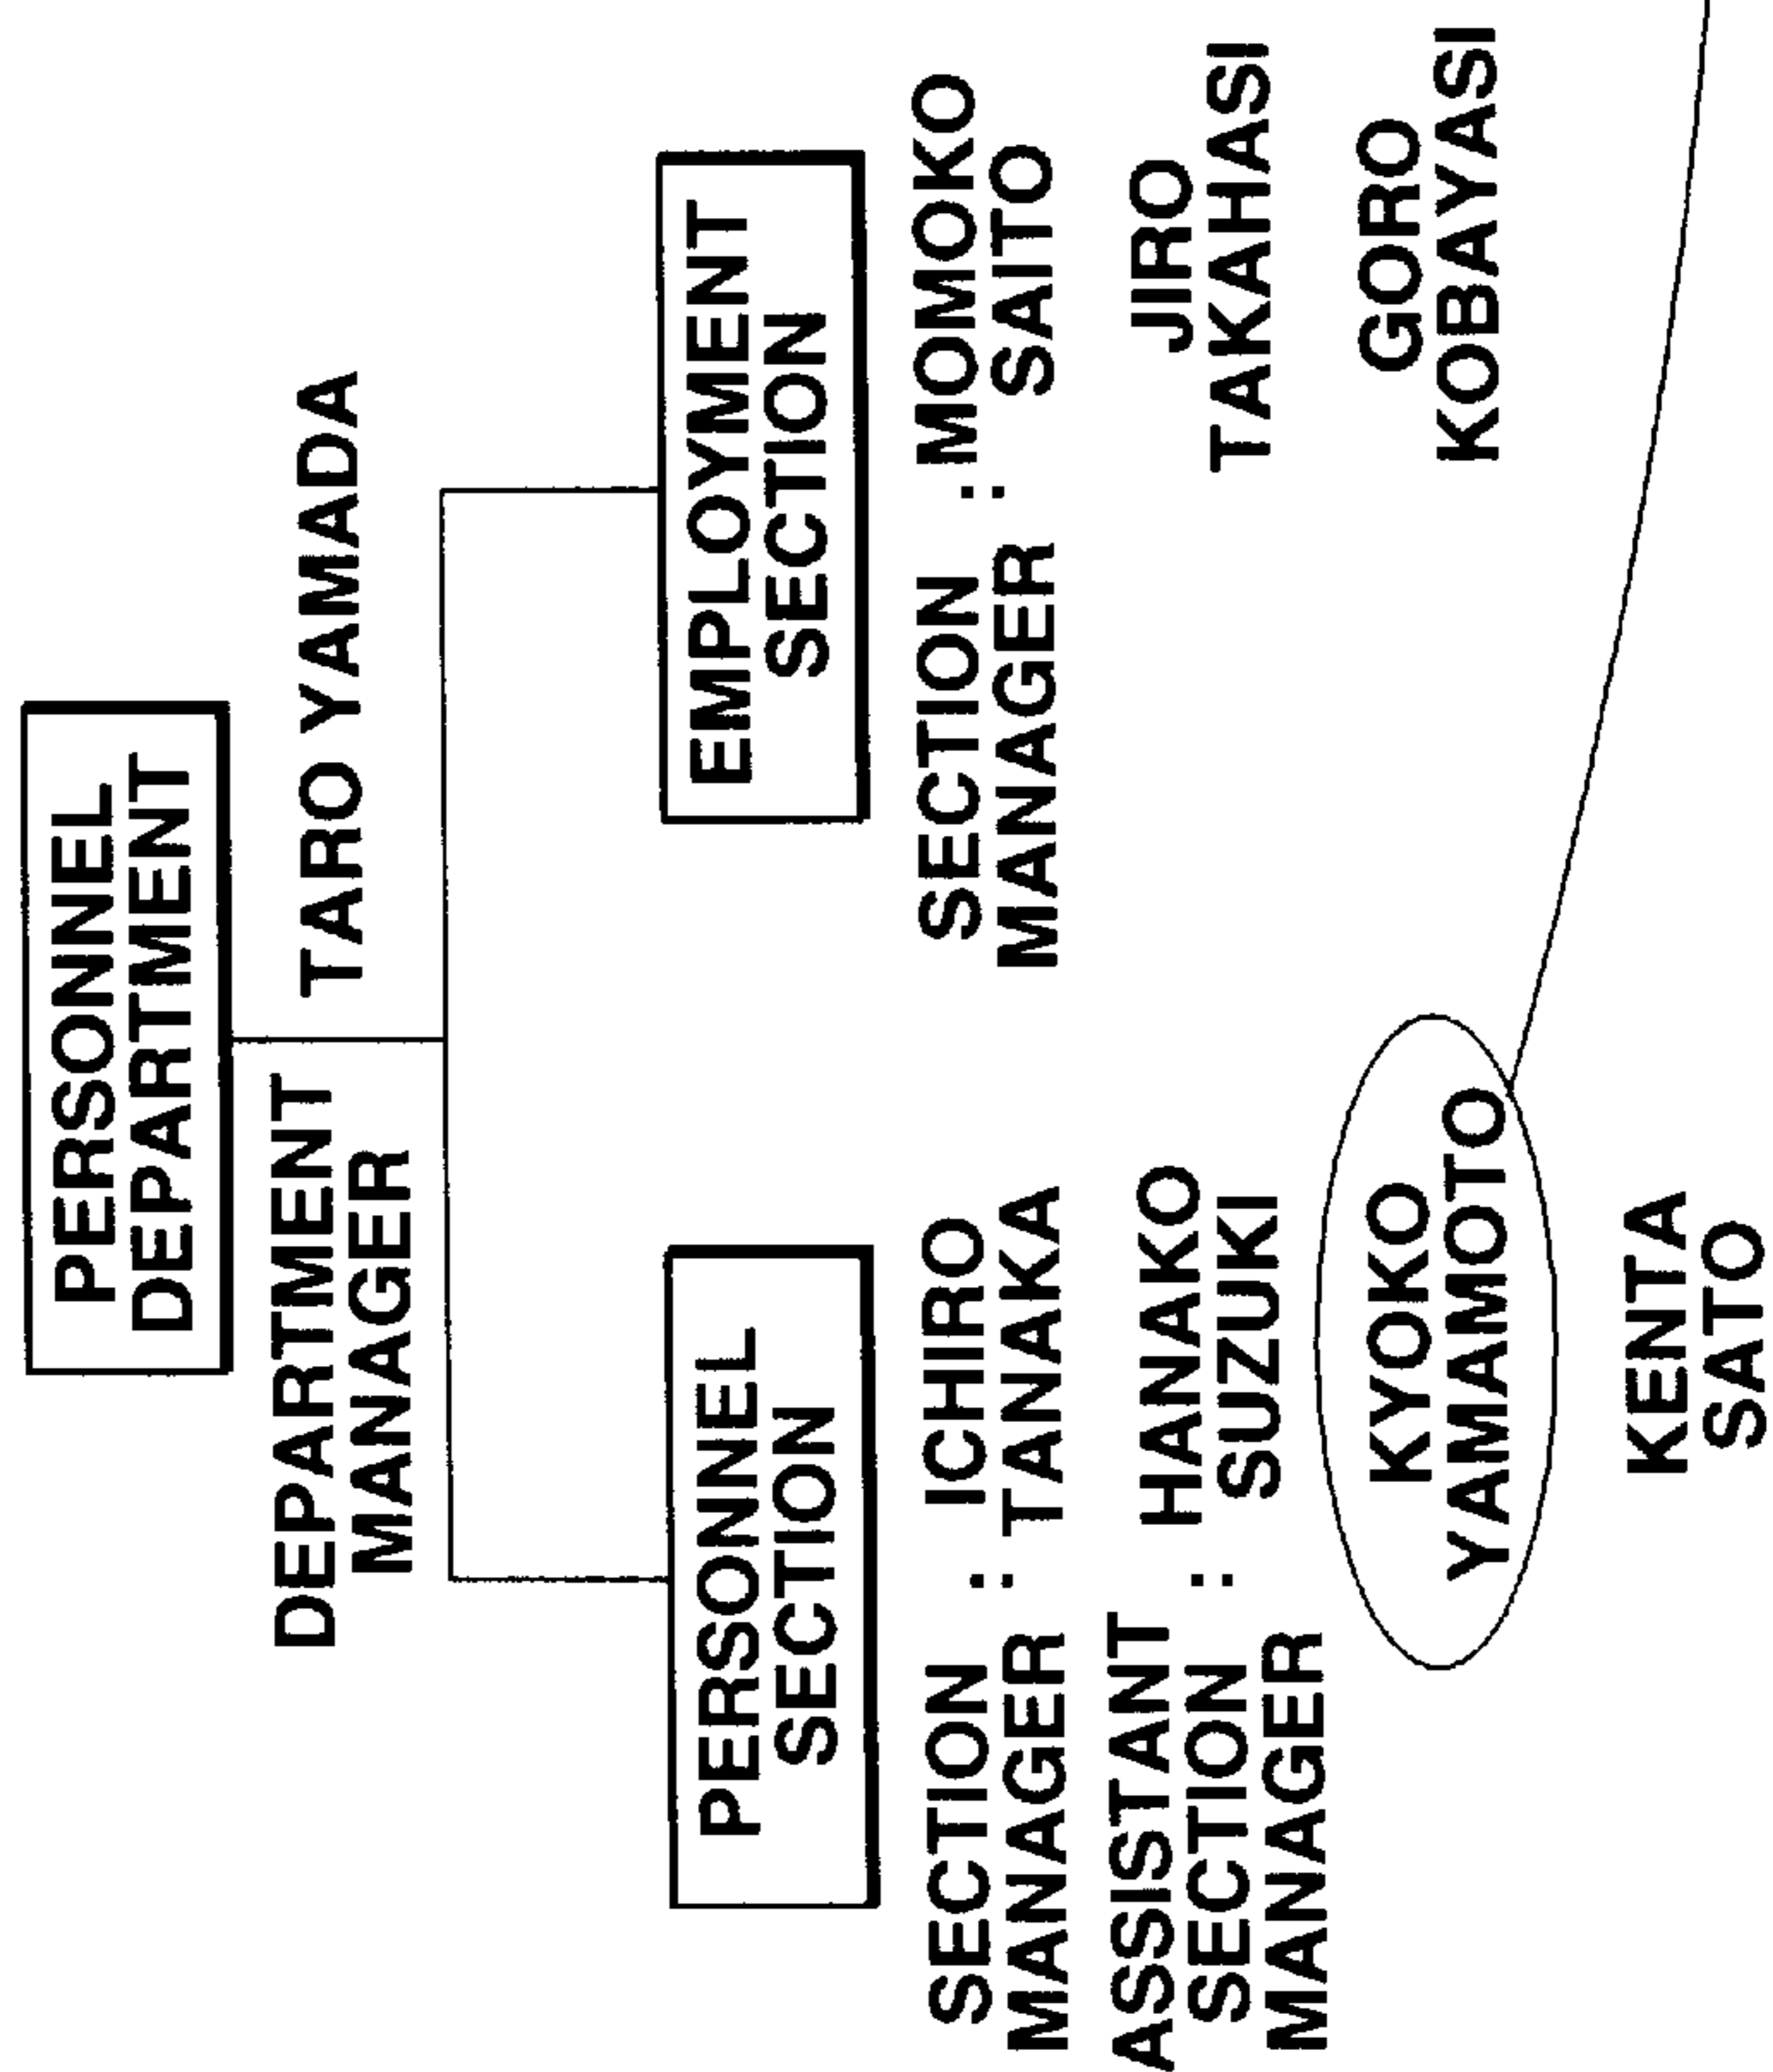 PERSONNEL
DEPARTMENT
DEPARTMENT
MANAGER
TARO YAMADA
PERSONNEL
SECTION
SECTION : ICHIRO
MANAGER : TANAKA
ASSISTANT
SECTION : HANAKO
MANAGER : SUZUKI
KYOKO
YAMAMOTO
KENTA
SATO
EMPLOYMENT
SECTION
SECTION : MOMOKO
MANAGER : SAITO
JIRO
TAKAHASI
GORO
KOBAYASI